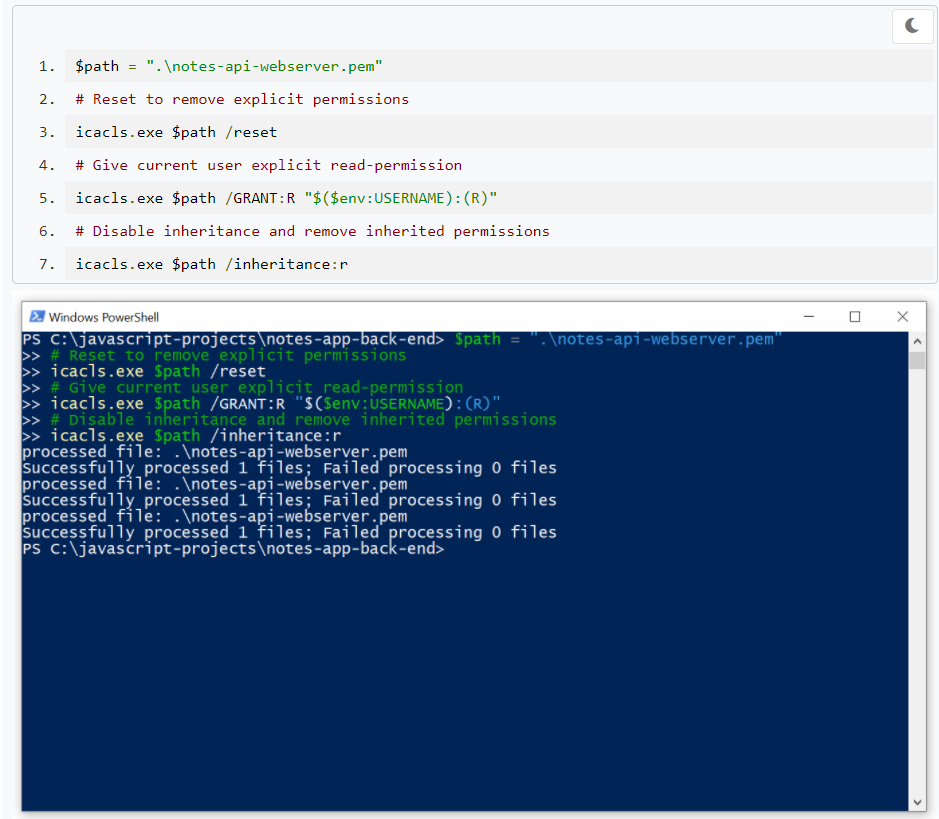 1. $path = ".\notes-api-webserver.pem"
2. # Reset to remove explicit permissions
3. icacls.exe $path /reset
4. # Give current user explicit read-permission
5. icacls.exe $path /GRANT:R "$($env:USERNAME):(R)"
6. # Disable inheritance and remove inherited permissions
7. icacls.exe $path /inheritance:r
Windows PowerShell
PS C:\javascript-projects\notes-app-back-end> $path = ".\notes-api-webserver.pem"
>> # Reset to remove explicit permissions
>> icacls.exe $path /reset
>> # Give current user explicit read-permission
>> icacls.exe $path /GRANT:R "$($env:USERNAME):(R)"
>> # Disable inheritance and remove inherited permissions
>> icacls.exe $path /inheritance:r
processed file: .\notes-api-webserver.pem
Successfully processed 1 files; Failed processing 0 files
processed file: .\notes-api-webserver.pem
Successfully processed 1 files; Failed processing 0 files
processed file: .\notes-api-webserver.pem
Successfully processed 1 files; Failed processing 0 files
PS C:\javascript-projects\notes-app-back-end>